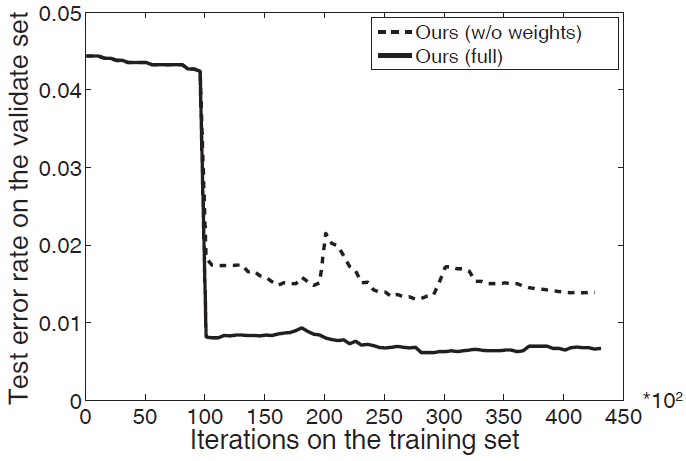 Test error rate on the validate set
0.05
0.04
0.03
0.02
0.01
0
Ours (w/o weights)
Ours (full)
0 50 100 150 200 250 300 350 400 450
*10²
Iterations on the training set